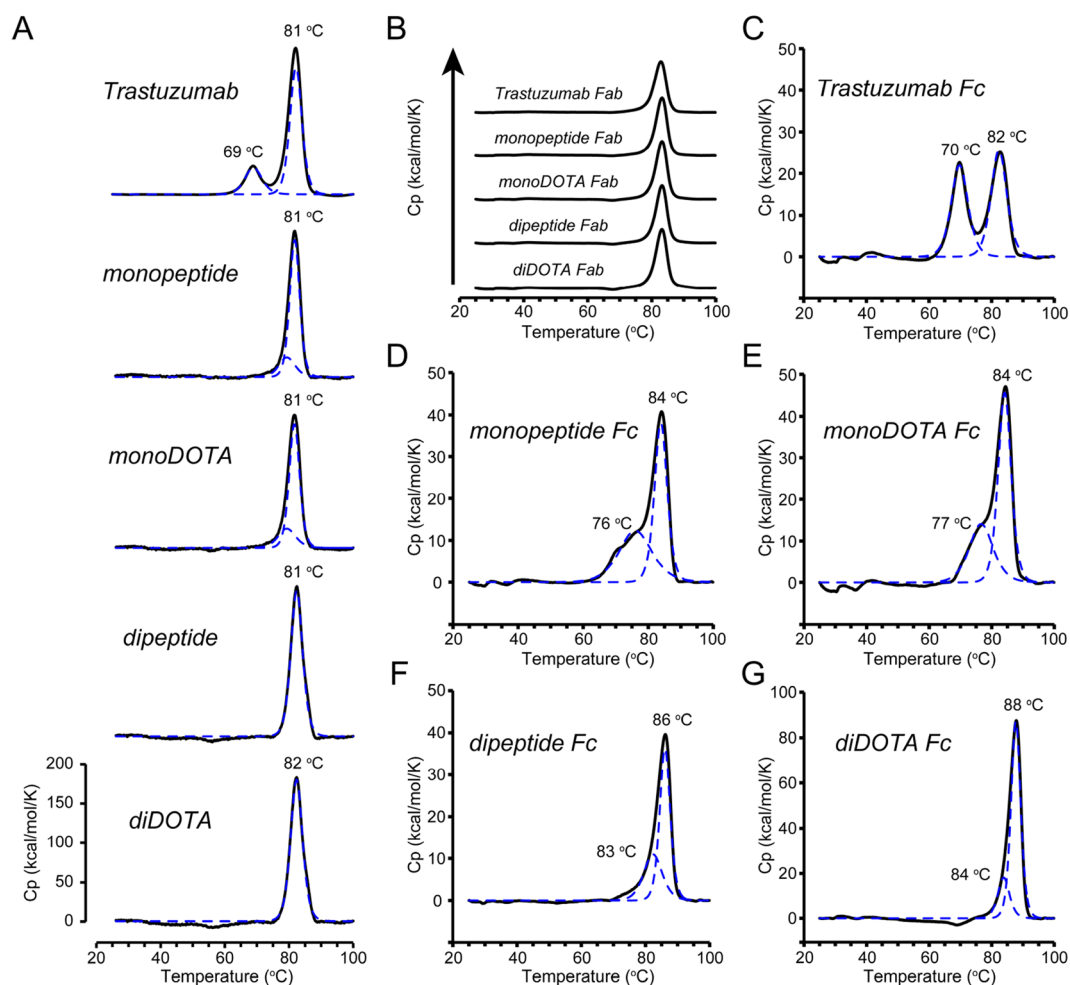 A
81 °C
Trastuzumab
69 °C
81 °C
monopeptide
81 °C
monoDOTA
81 °C
dipeptide
82 °C
diDOTA
Cp (kcal/mol/K)
200
150
100
50
0
20 40 60 80 100
Temperature (°C)
B
Cp (kcal/mol/K)
Trastuzumab Fab
monopeptide Fab
monoDOTA Fab
dipeptide Fab
diDOTA Fab
20 40 60 80 100
Temperature (°C)
C
Trastuzumab Fc
70 °C
82 °C
Cp (kcal/mol/K)
50
40
30
20
10
0
20 40 60 80 100
Temperature (°C)
D
monopeptide Fc
84 °C
76 °C
Cp (kcal/mol/K)
50
40
30
20
10
0
20 40 60 80 100
Temperature (°C)
E
84 °C
monoDOTA Fc
77 °C
Cp (kcal/mol/K)
50
40
30
20
10
0
20 40 60 80 100
Temperature (°C)
F
86 °C
dipeptide Fc
83 °C
Cp (kcal/mol/K)
50
40
30
20
10
0
20 40 60 80 100
Temperature (°C)
G
88 °C
diDOTA Fc
84 °C
Cp (kcal/mol/K)
100
80
60
40
20
0
20 40 60 80 100
Temperature (°C)